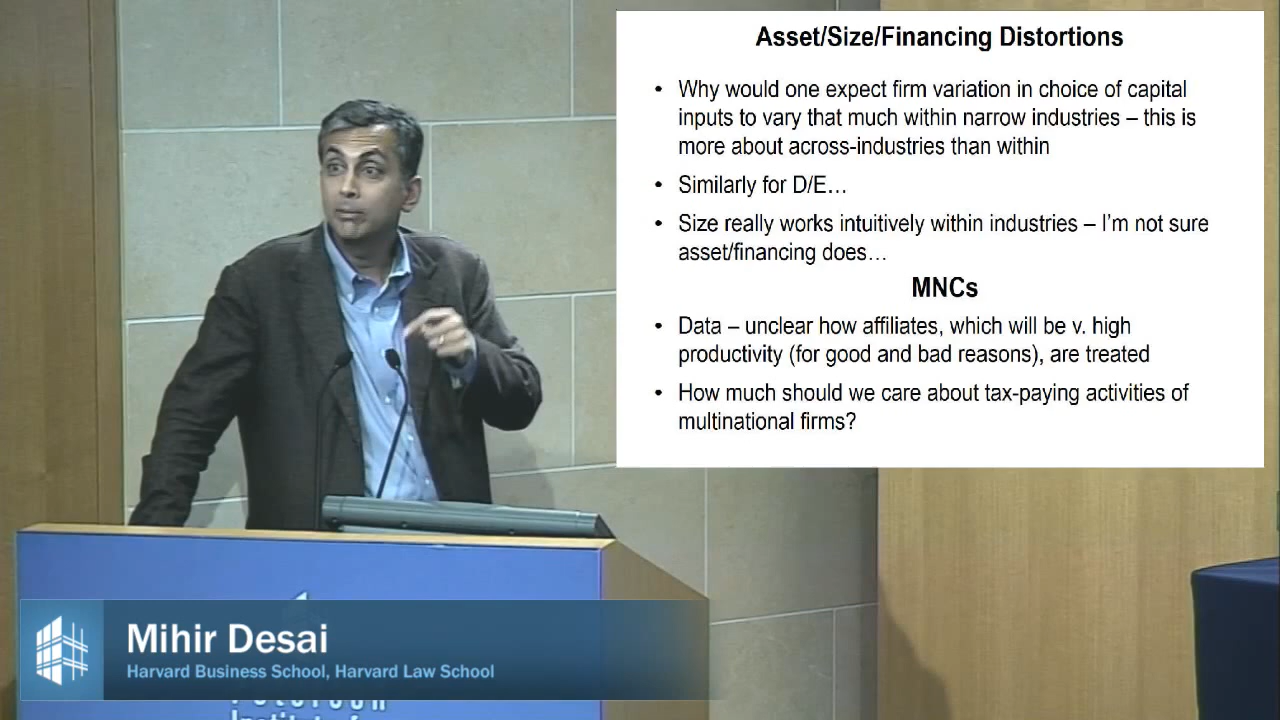 Asset/Size/Financing Distortions
• Why would one expect firm variation in choice of capital
inputs to vary that much within narrow industries – this is
more about across-industries than within
• Similarly for D/E…
• Size really works intuitively within industries – I'm not sure
asset/financing does…
MNCs
• Data – unclear how affiliates, which will be v. high
productivity (for good and bad reasons), are treated
• How much should we care about tax-paying activities of
multinational firms?
Mihir Desai
Harvard Business School, Harvard Law School
Institute for